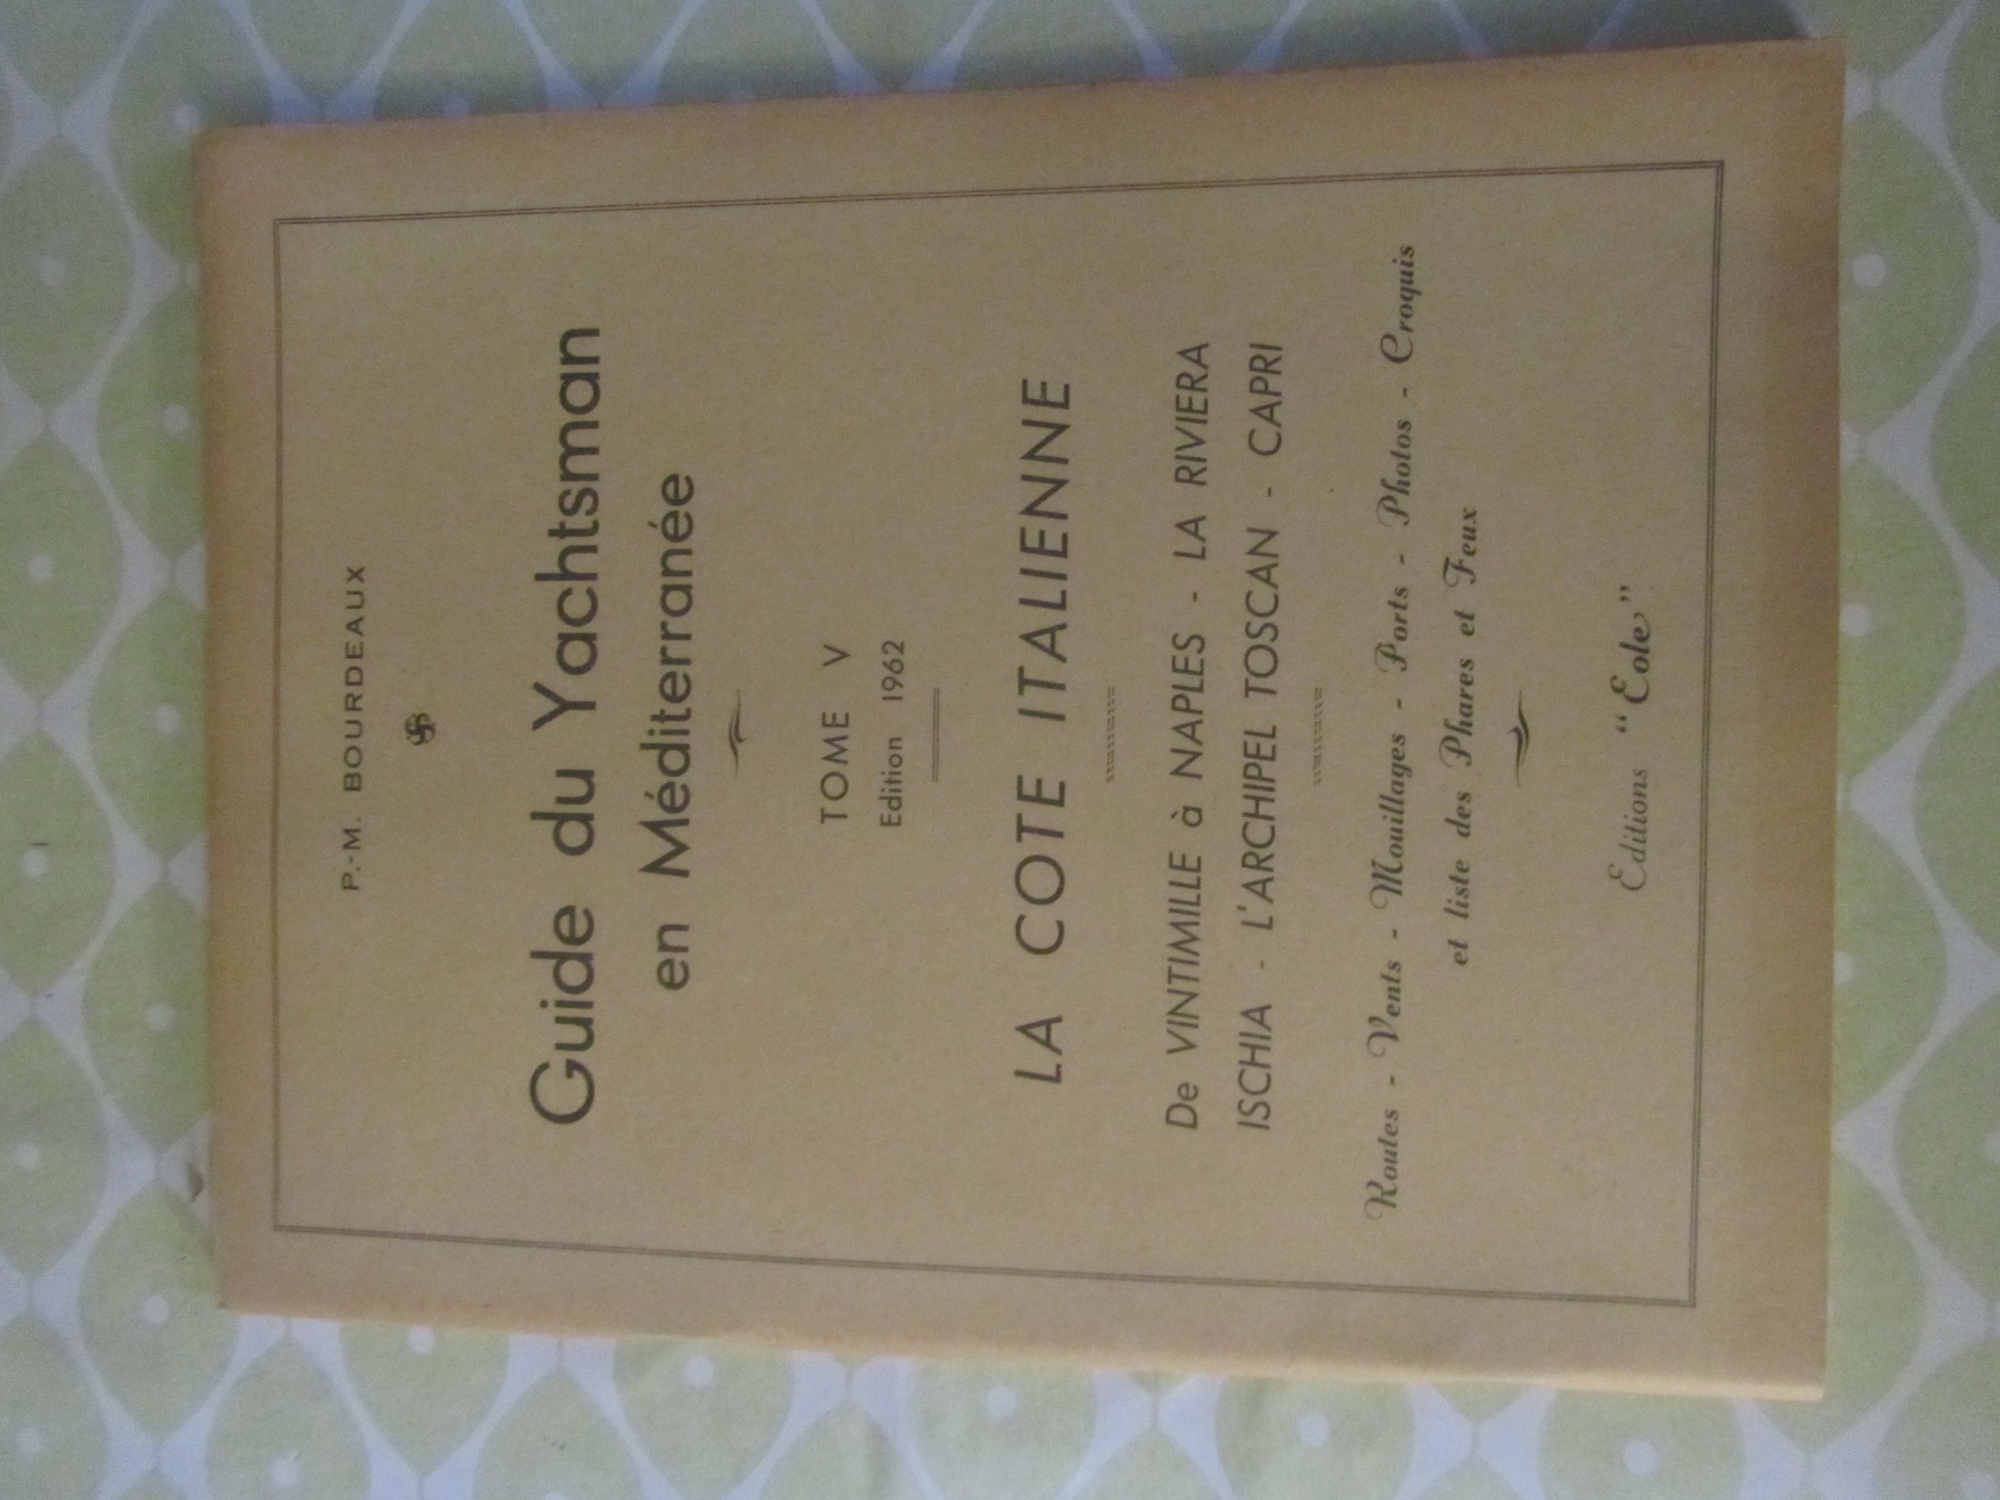 P.-M. BOURDEAUX
Guide du Yachtsman
en Méditerranée
TOME V
Edition 1962
LA COTE ITALIENNE
De VINTIMILLE à NAPLES - LA RIVIERA
ISCHIA - L'ARCHIPEL TOSCAN - CAPRI
Routes - Vents - Mouillages - Ports - Photos - Croquis
et liste des Phares et Feux
Editions “Eole”